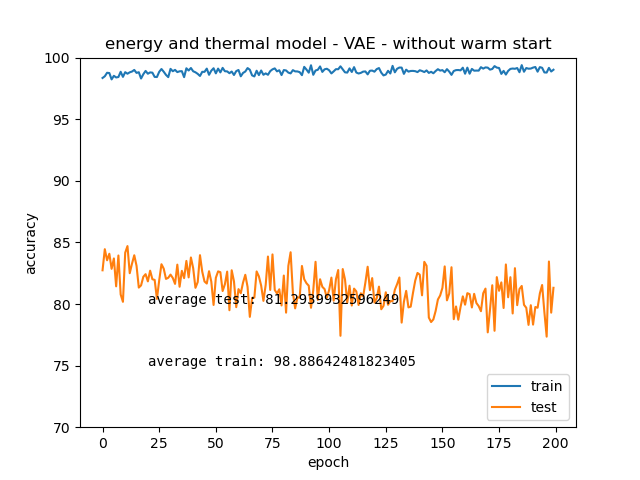 energy and thermal model - VAE - without warm start
100
95
90
85
80
75
70
accuracy
average test: 81.2939932596249
average train: 98.88642481823405
train
test
0 25 50 75 100 125 150 175 200
epoch